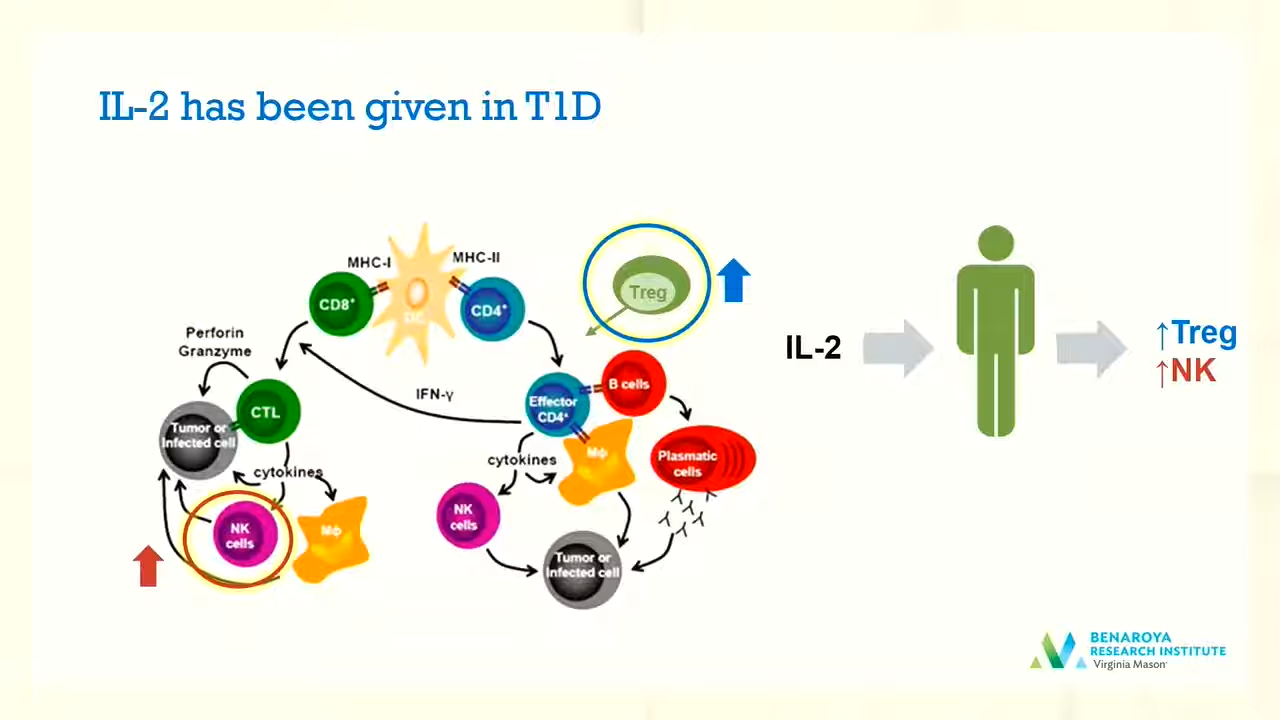 IL-2 has been given in T1D
MHC-I
MHC-II
CD8+
DC
CD4+
Treg
Perforin
Granzyme
IFN-γ
CTL
Tumor or
Infected cell
cytokines
NK
cells
Mϕ
Effector
CD4+
B cells
cytokines
Mϕ
Plasmatic
cells
NK
cells
Tumor or
Infected cell
IL-2
↑Treg
↑NK
BENAROYA
RESEARCH INSTITUTE
Virginia Mason